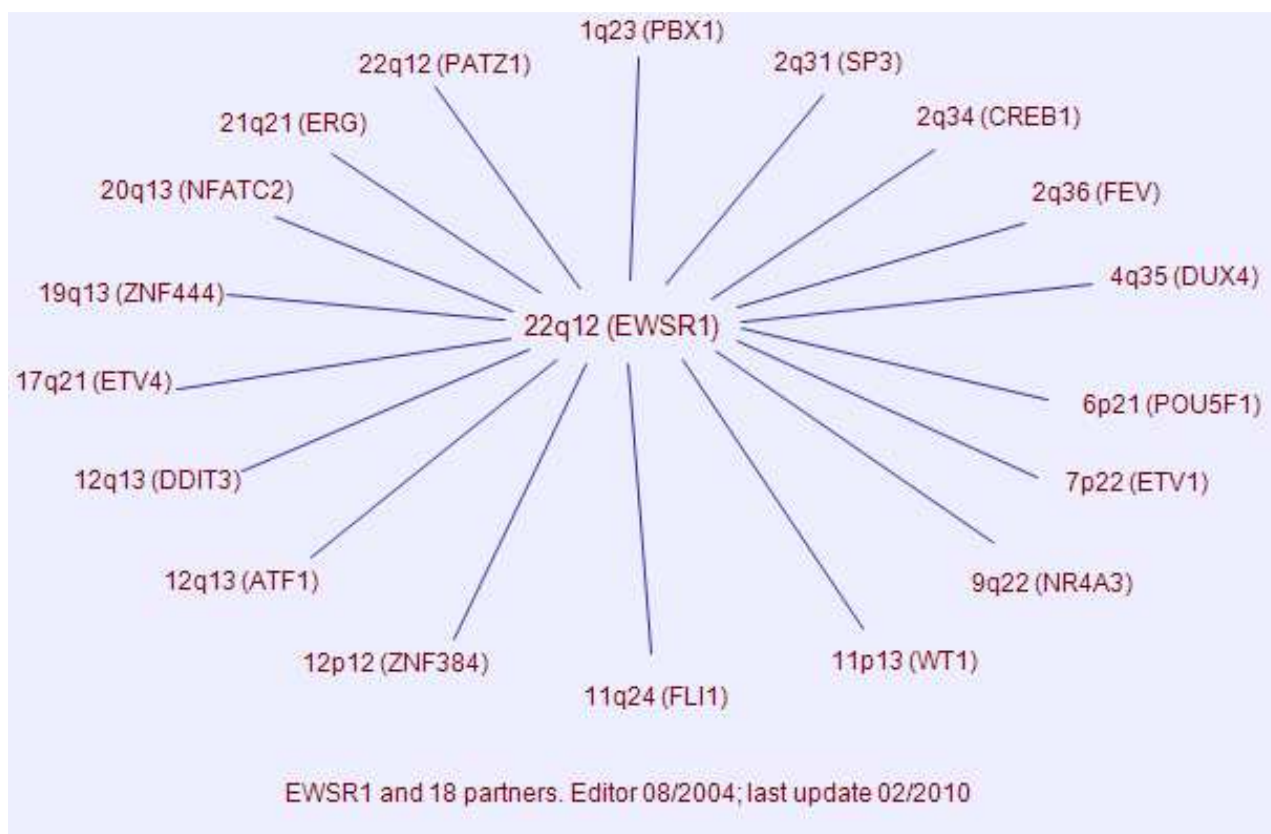 1q23 (PBX1)
22q12 (PATZ1)
2q31 (SP3)
21q21 (ERG)
2q34 (CREB1)
20q13 (NFATC2)
2q36 (FEV)
19q13 (ZNF444)
4q35 (DUX4)
22q12 (EWSR1)
17q21 (ETV4)
6p21 (POU5F1)
12q13 (DDIT3)
7p22 (ETV1)
12q13 (ATF1)
9q22 (NR4A3)
12p12 (ZNF384)
11p13 (WT1)
11q24 (FLI1)
EWSR1 and 18 partners. Editor 08/2004; last update 02/2010